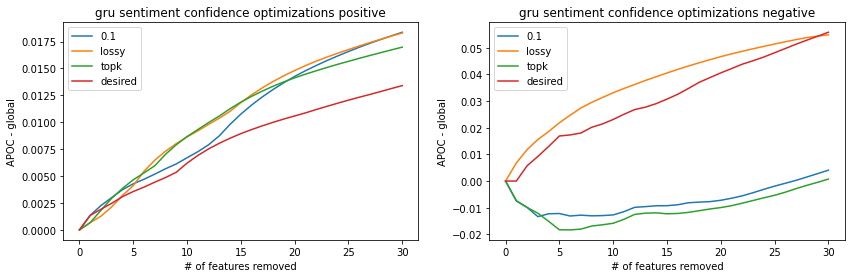 gru sentiment confidence optimizations positive
APOC - global
0.0175
0.0150
0.0125
0.0100
0.0075
0.0050
0.0025
0.0000
0.1
lossy
topk
desired
0 5 10 15 20 25 30
# of features removed
gru sentiment confidence optimizations negative
APOC - global
0.05
0.04
0.03
0.02
0.01
0.00
−0.01
−0.02
0.1
lossy
topk
desired
0 5 10 15 20 25 30
# of features removed